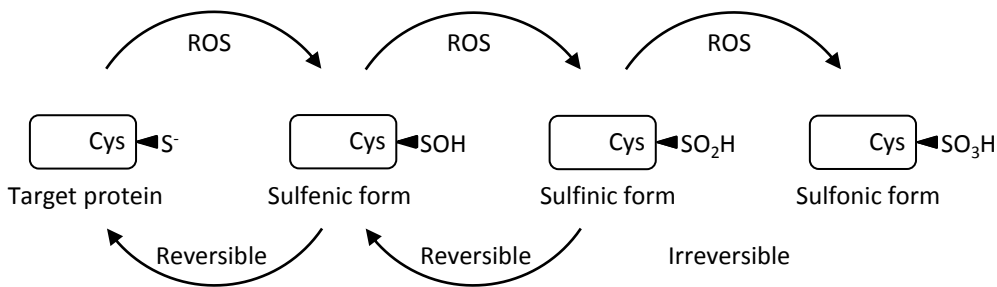 ROS ROS ROS
Cys S- Cys SOH Cys SO2H Cys SO3H
Target protein Sulfenic form Sulfinic form Sulfonic form
Reversible Reversible Irreversible